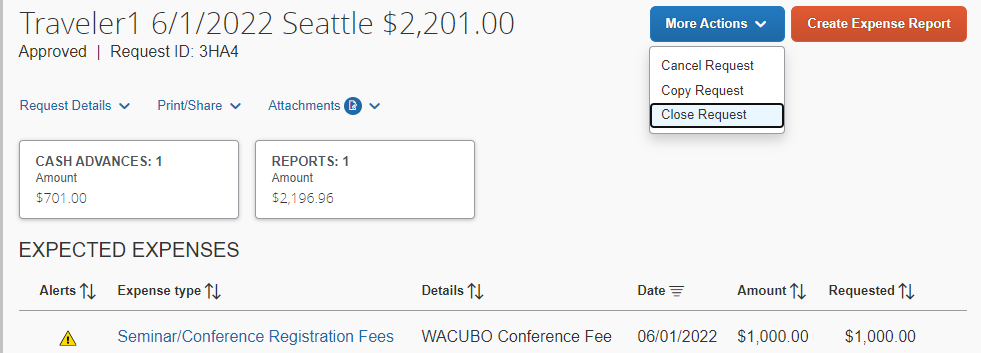 Traveler1 6/1/2022 Seattle $2,201.00
More Actions
Create Expense Report
Approved | Request ID: 3HA4
Cancel Request
Copy Request
Close Request
Request Details
Print/Share
Attachments
CASH ADVANCES: 1
Amount
$701.00
REPORTS: 1
Amount
$2,196.96
EXPECTED EXPENSES
Alerts Expense type Details Date Amount Requested
Seminar/Conference Registration Fees WACUBO Conference Fee 06/01/2022 $1,000.00 $1,000.00